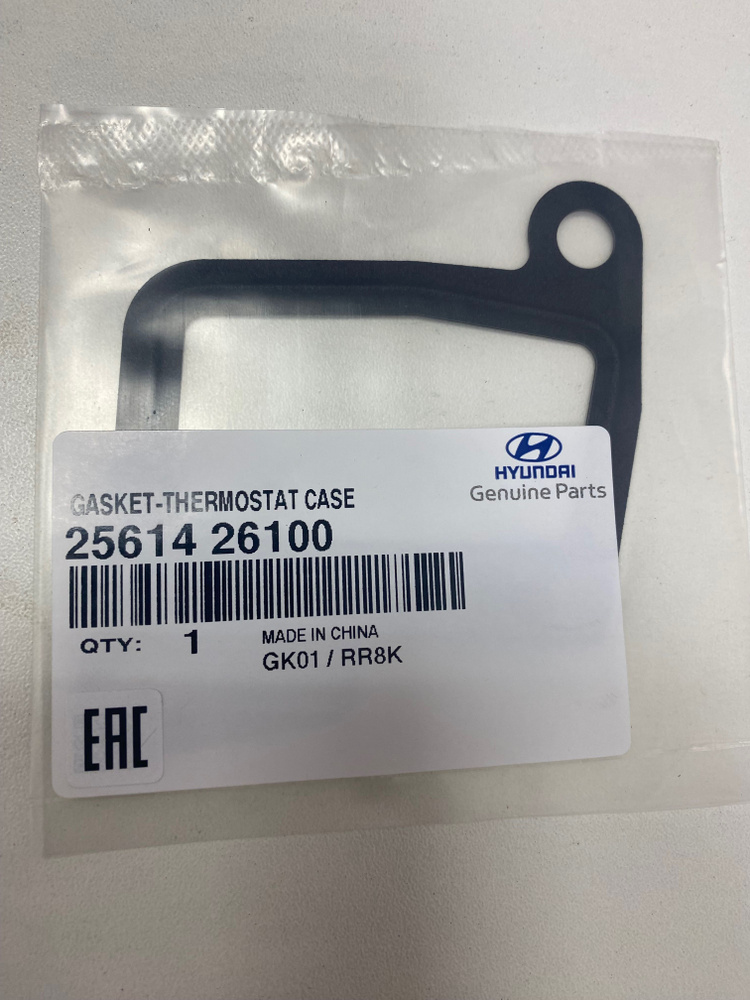 HYUNDAI
Genuine Parts
GASKET-THERMOSTAT CASE
25614 26100
QTY: 1
MADE IN CHINA
GK01 / RR8K
EAC